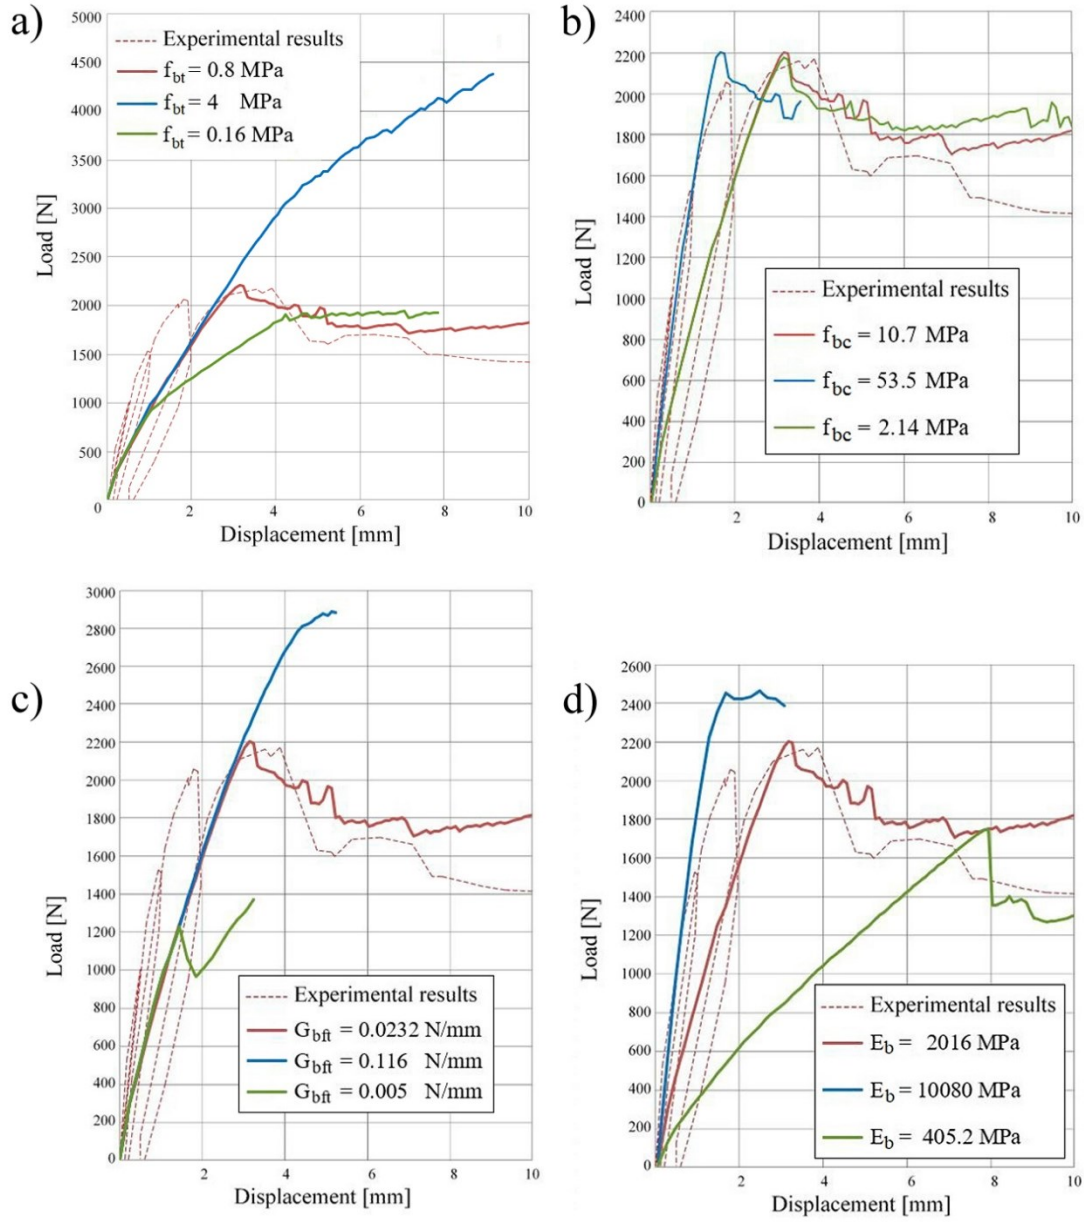 a)
5000
4500
4000
3500
3000
2500
2000
1500
1000
500
0
Load [N]
Experimental results
f_bt = 0.8 MPa
f_bt = 4 MPa
f_bt = 0.16 MPa
2 4 6 8 10
Displacement [mm]
b)
2400
2200
2000
1800
1600
1400
1200
1000
800
600
400
200
0
Load [N]
Experimental results
f_bc = 10.7 MPa
f_bc = 53.5 MPa
f_bc = 2.14 MPa
2 4 6 8 10
Displacement [mm]
c)
3000
2800
2600
2400
2200
2000
1800
1600
1400
1200
1000
800
600
400
200
0
Load [N]
Experimental results
G_bft = 0.0232 N/mm
G_bft = 0.116 N/mm
G_bft = 0.005 N/mm
2 4 6 8 10
Displacement [mm]
d)
2600
2400
2200
2000
1800
1600
1400
1200
1000
800
600
400
200
0
Load [N]
Experimental results
E_b = 2016 MPa
E_b = 10080 MPa
E_b = 405.2 MPa
2 4 6 8 10
Displacement [mm]